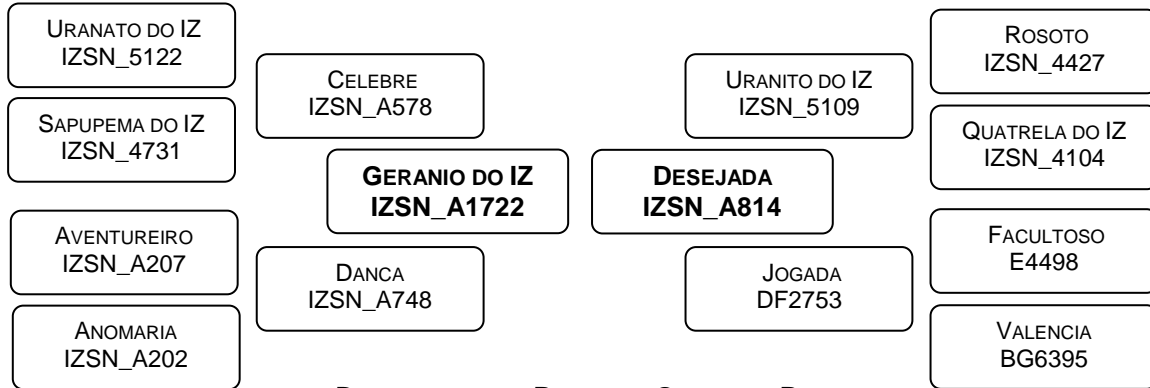 URANATO DO IZ
IZSN_5122
SAPUPEMA DO IZ
IZSN_4731
AVENTUREIRO
IZSN_A207
ANOMARIA
IZSN_A202
CELEBRE
IZSN_A578
DANCA
IZSN_A748
GERANIO DO IZ
IZSN_A1722
DESEJADA
IZSN_A814
URANITO DO IZ
IZSN_5109
JOGADA
DF2753
ROSOTO
IZSN_4427
QUATRELA DO IZ
IZSN_4104
FACULTOSO
E4498
VALENCIA
BG6395